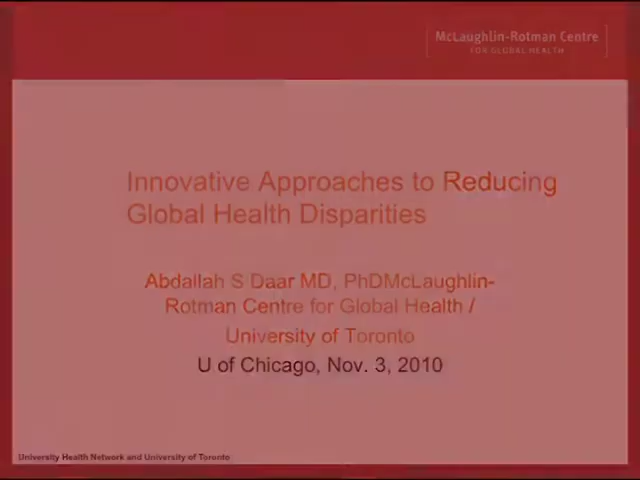 McLaughlin-Rotman Centre
FOR GLOBAL HEALTH
Innovative Approaches to Reducing
Global Health Disparities
Abdallah S Daar MD, PhDMcLaughlin-
Rotman Centre for Global Health /
University of Toronto
U of Chicago, Nov. 3, 2010
University Health Network and University of Toronto